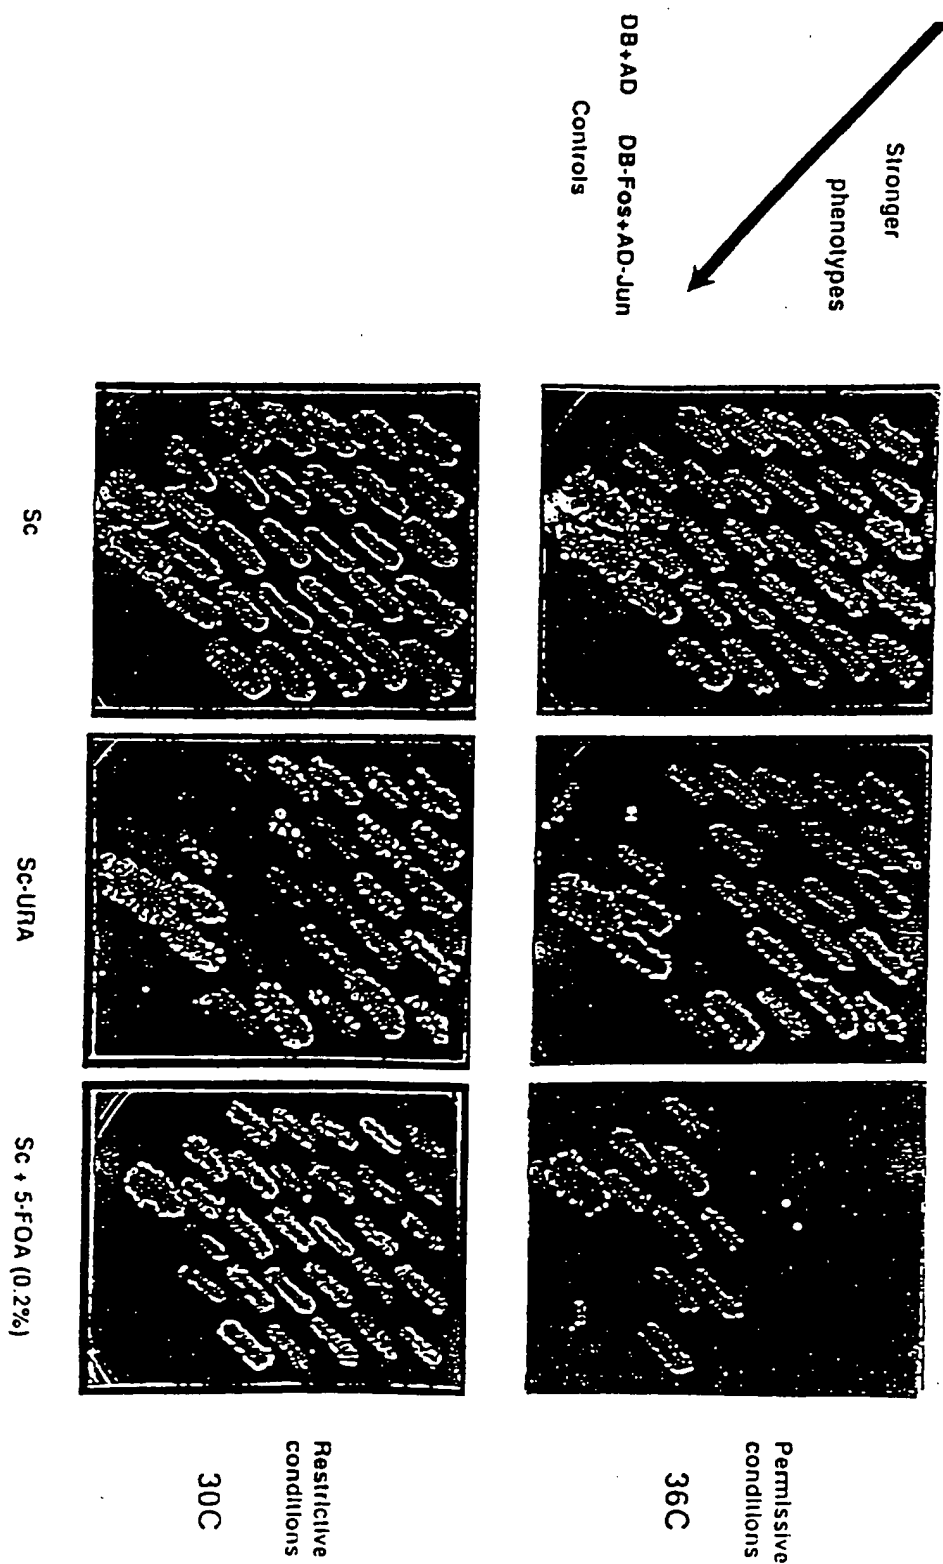 Stronger
phenotypes
DB+AD DB-Fos+AD-Jun
Controls
Permissive
conditions
36C
Restrictive
conditions
30C
Sc
Sc-URA
Sc + 5-FOA (0.2%)